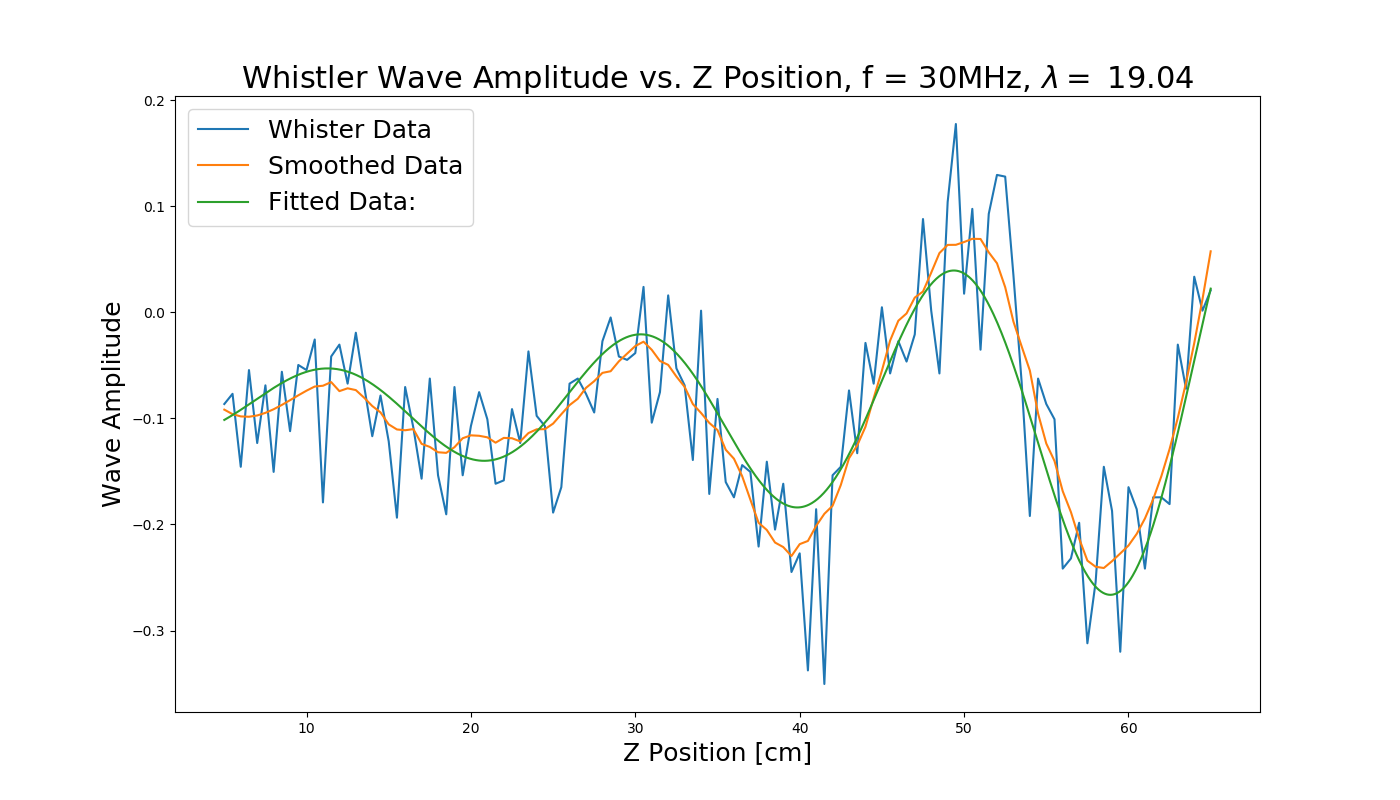 Whistler Wave Amplitude vs. Z Position, f = 30MHz, λ = 19.04
Whister Data
Smoothed Data
Fitted Data:
Wave Amplitude
0.2
0.1
0.0
−0.1
−0.2
−0.3
10 20 30 40 50 60
Z Position [cm]